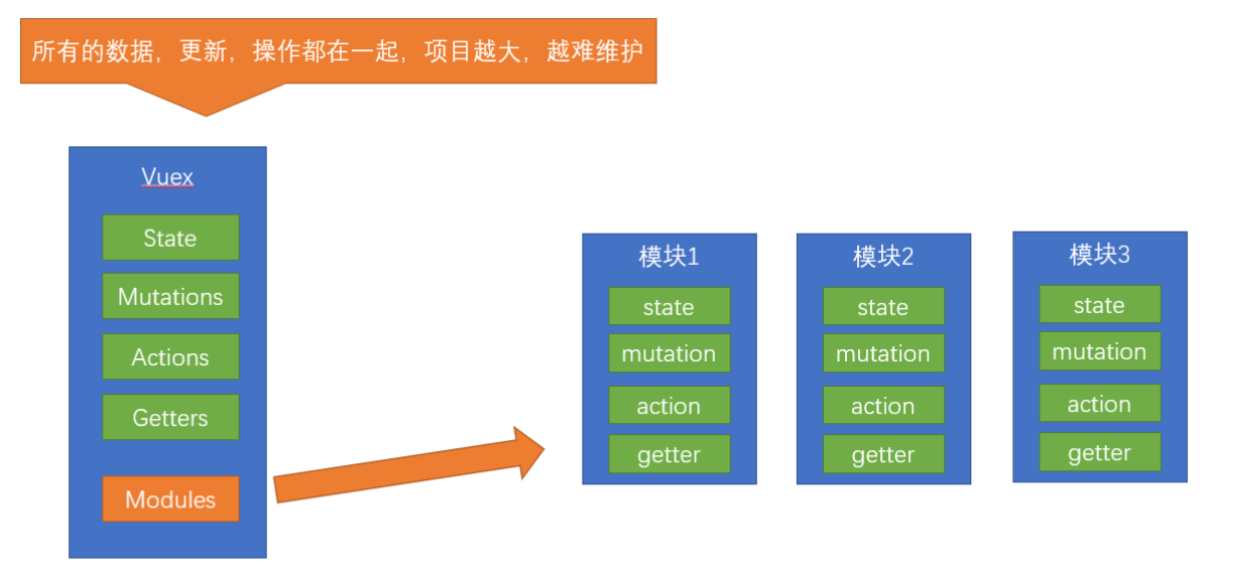 所有的数据，更新，操作都在一起，项目越大，越难维护
Vuex
State
Mutations
Actions
Getters
Modules
模块1
state
mutation
action
getter
模块2
state
mutation
action
getter
模块3
state
mutation
action
getter